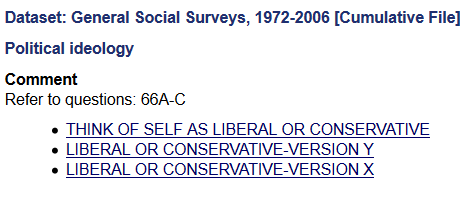 Dataset: General Social Surveys, 1972-2006 [Cumulative File]
Political ideology
Comment
Refer to questions: 66A-C
THINK OF SELF AS LIBERAL OR CONSERVATIVE
LIBERAL OR CONSERVATIVE-VERSION Y
LIBERAL OR CONSERVATIVE-VERSION X